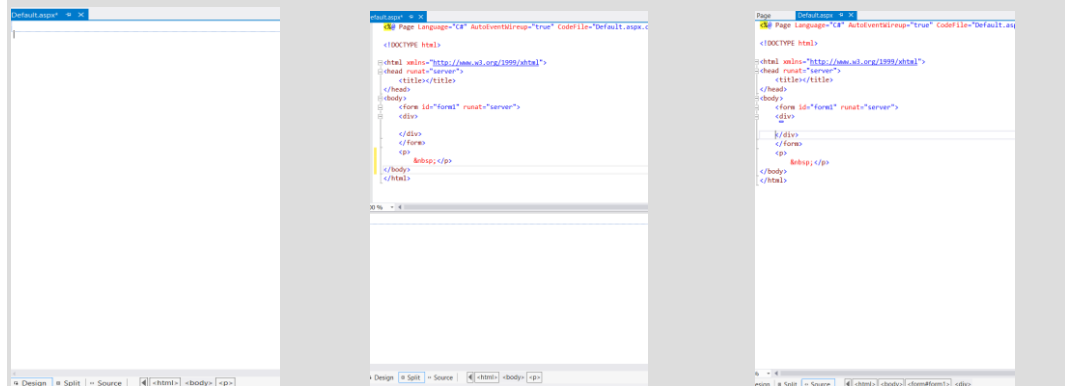 Default.aspx*
Design Split Source <html> <body> <p>
efault.aspx*
<%@ Page Language="C#" AutoEventWireup="true" CodeFile="Default.aspx.c
<!DOCTYPE html>
<html xmlns="http://www.w3.org/1999/xhtml">
<head runat="server">
<title></title>
</head>
<body>
<form id="form1" runat="server">
<div>
</div>
</form>
<p>
&nbsp;</p>
</body>
</html>
00 %
Design Split Source <html> <body> <p>
Page Default.aspx
<%@ Page Language="C#" AutoEventWireup="true" CodeFile="Default.asp
<!DOCTYPE html>
<html xmlns="http://www.w3.org/1999/xhtml">
<head runat="server">
<title></title>
</head>
<body>
<form id="form1" runat="server">
<div>
</div>
</form>
<p>
&nbsp;</p>
</body>
</html>
%
esign Split Source <html> <body> <form#form1> <div>